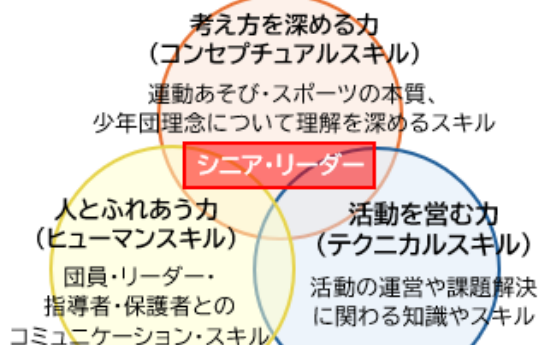 考え方を深める力
(コンセプチュアルスキル)
運動あそび・スポーツの本質、
少年団理念について理解を深めるスキル
シニア・リーダー
人とふれあう力
(ヒューマンスキル)
団員・リーダー・
指導者・保護者との
コミュニケーション・スキル
活動を営む力
(テクニカルスキル)
活動の運営や課題解決
に関わる知識やスキル